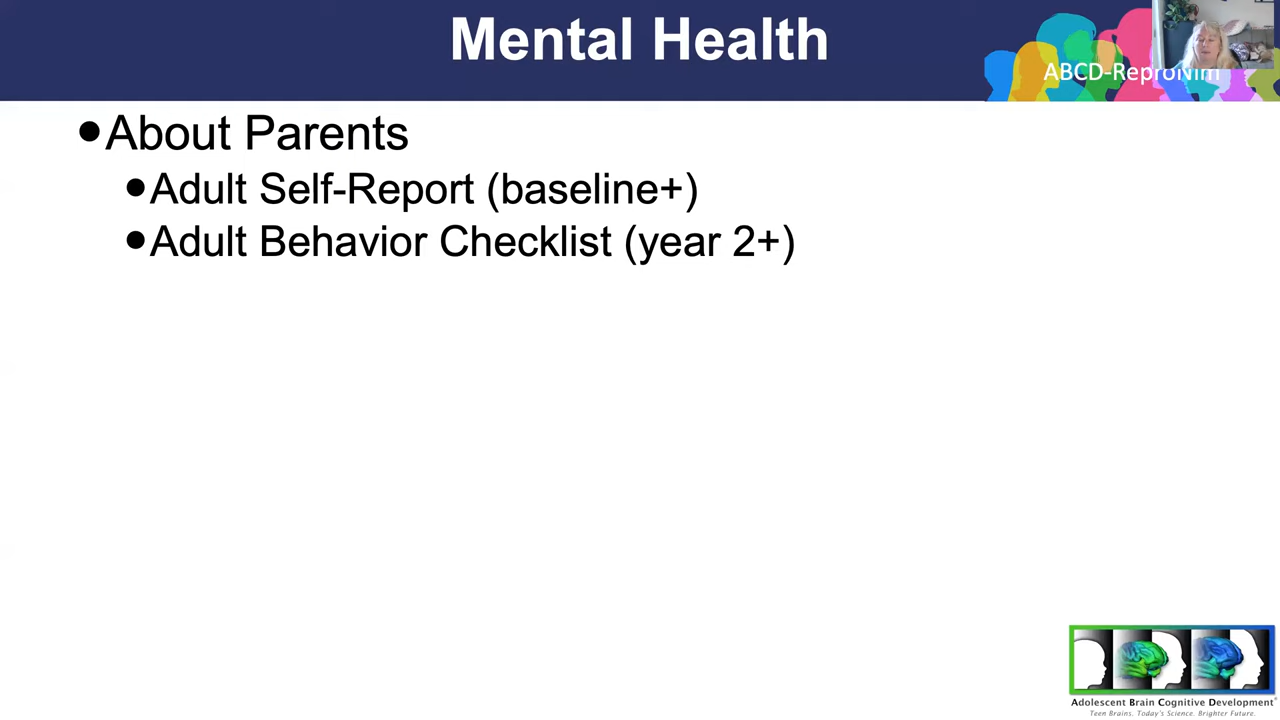 Mental Health
ABCD-ReproNim
●About Parents
●Adult Self-Report (baseline+)
●Adult Behavior Checklist (year 2+)
Adolescent Brain Cognitive Development
Teen Brains. Today's Science. Brighter Future.